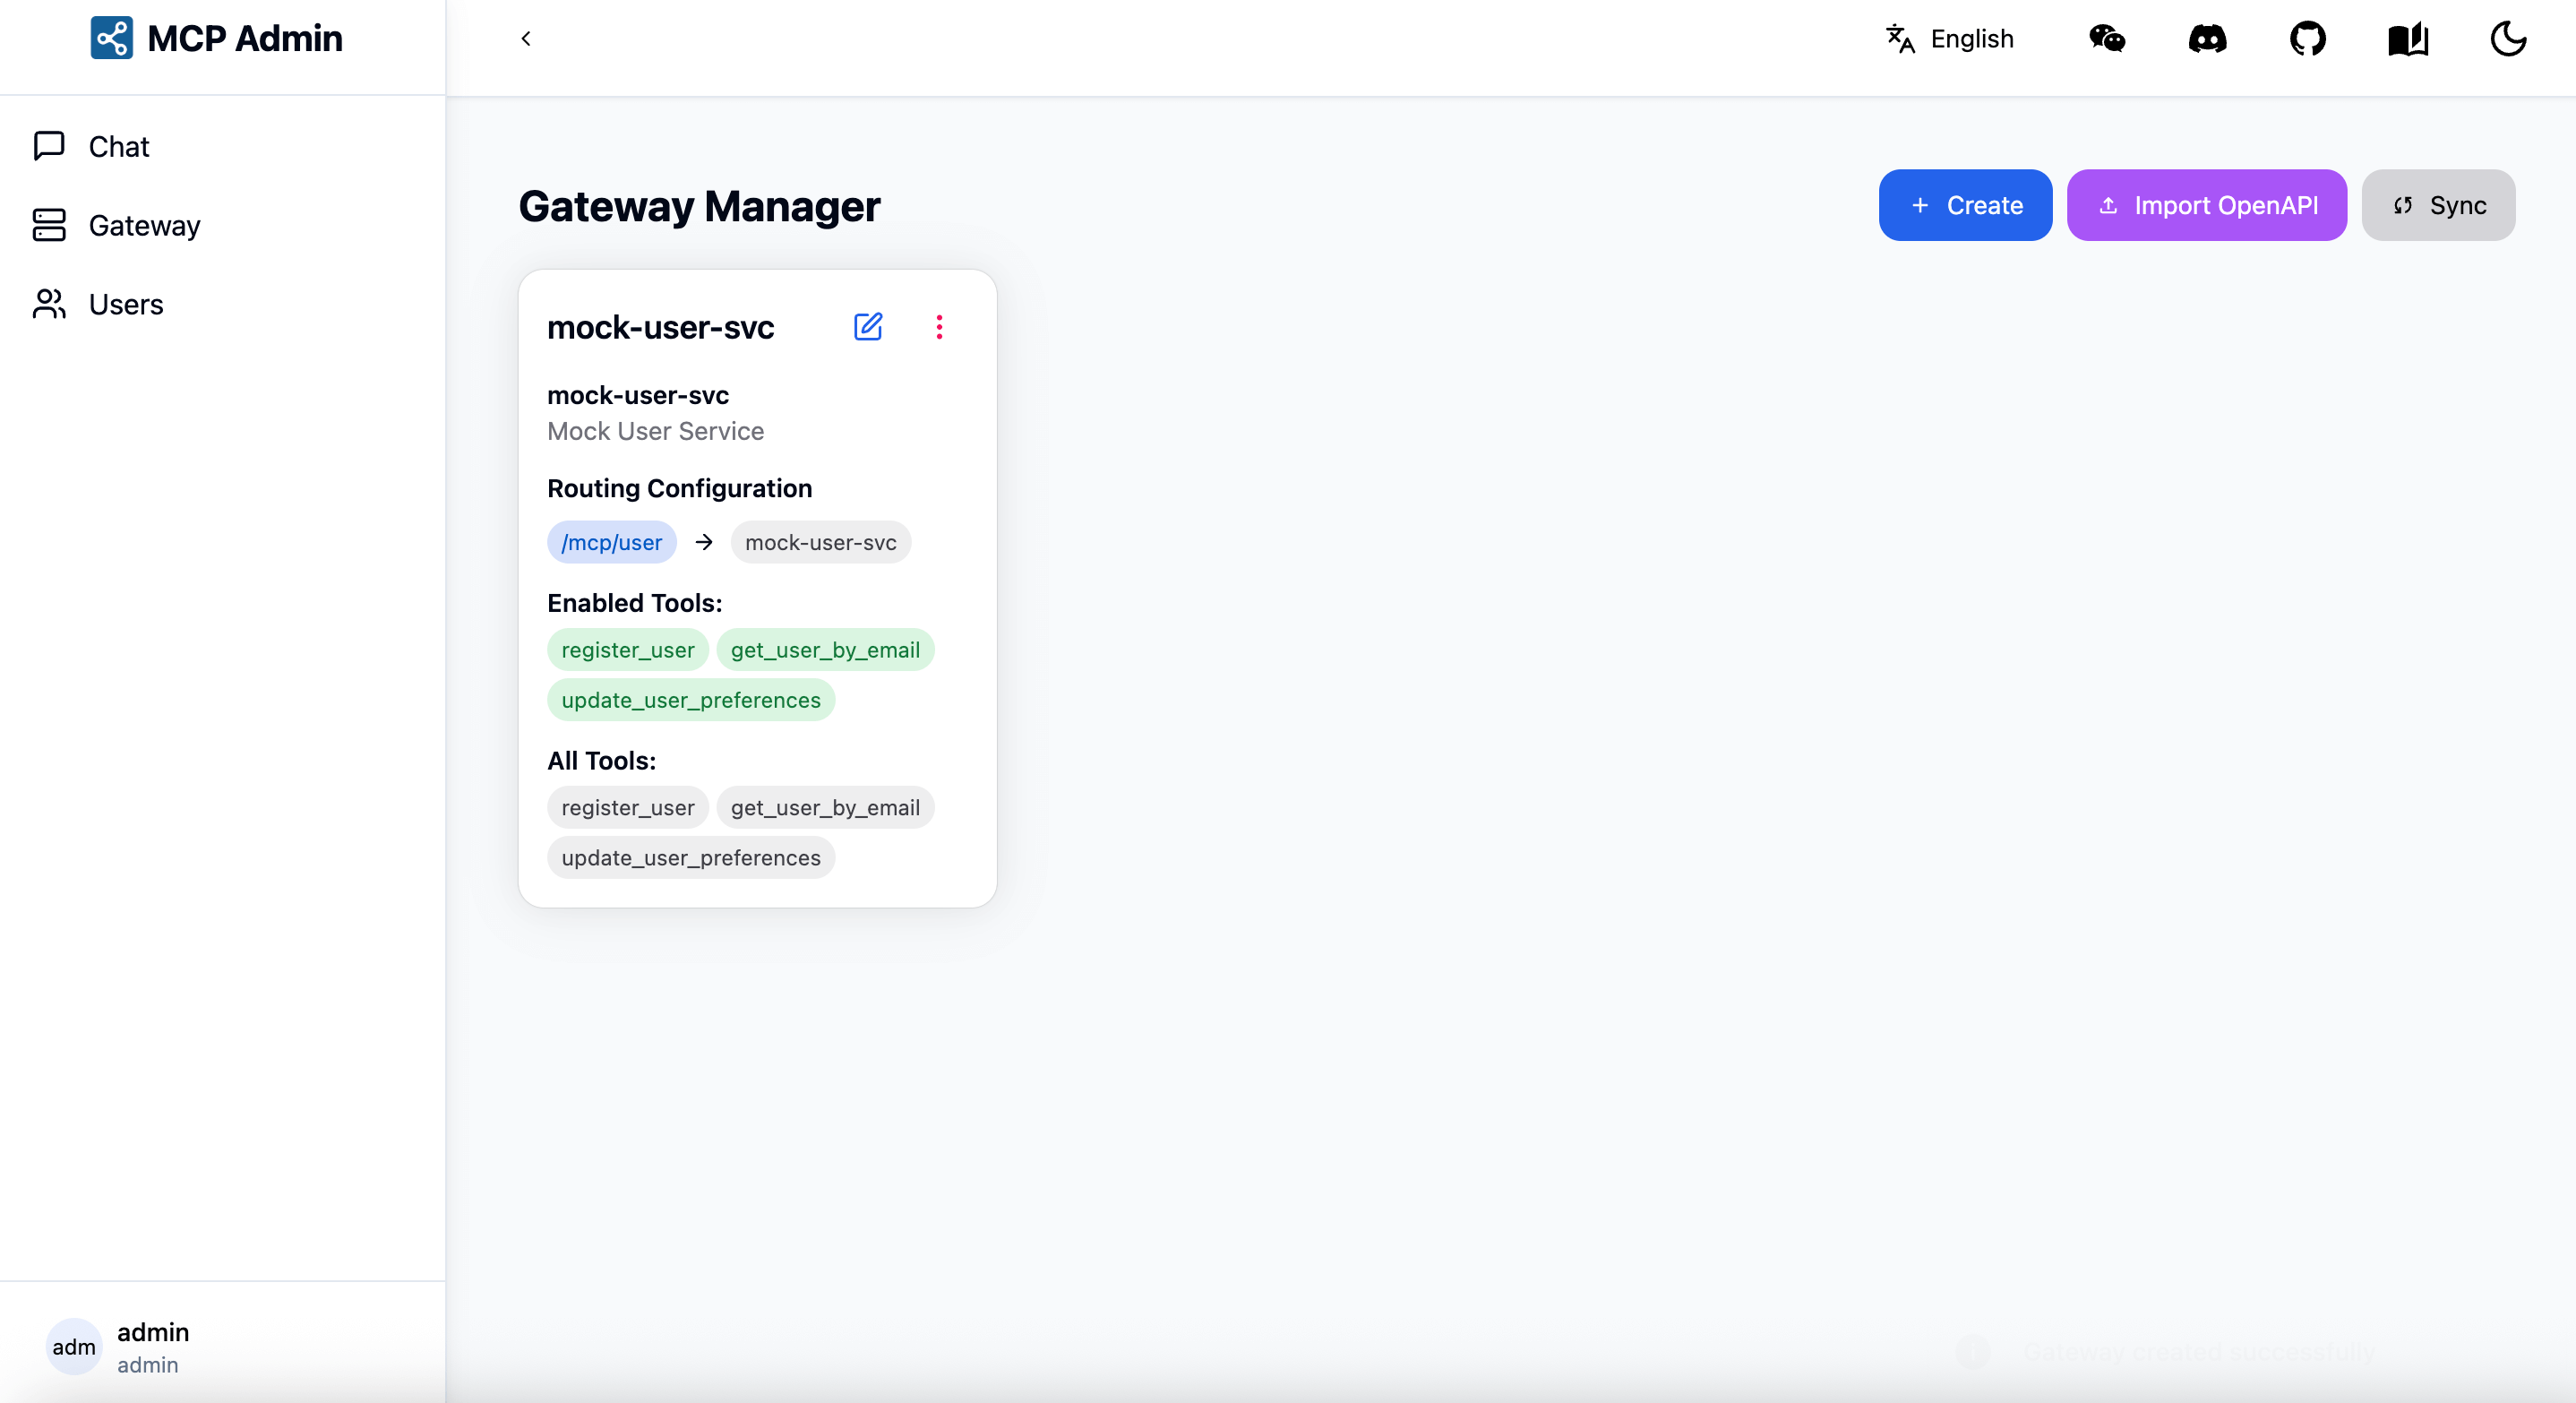 MCP Admin
English
Chat
Gateway
Users
Gateway Manager
Create
Import OpenAPI
Sync
mock-user-svc
mock-user-svc
Mock User Service
Routing Configuration
/mcp/user → mock-user-svc
Enabled Tools:
register_user get_user_by_email
update_user_preferences
All Tools:
register_user get_user_by_email
update_user_preferences
adm
admin
admin
Gateway created successfully